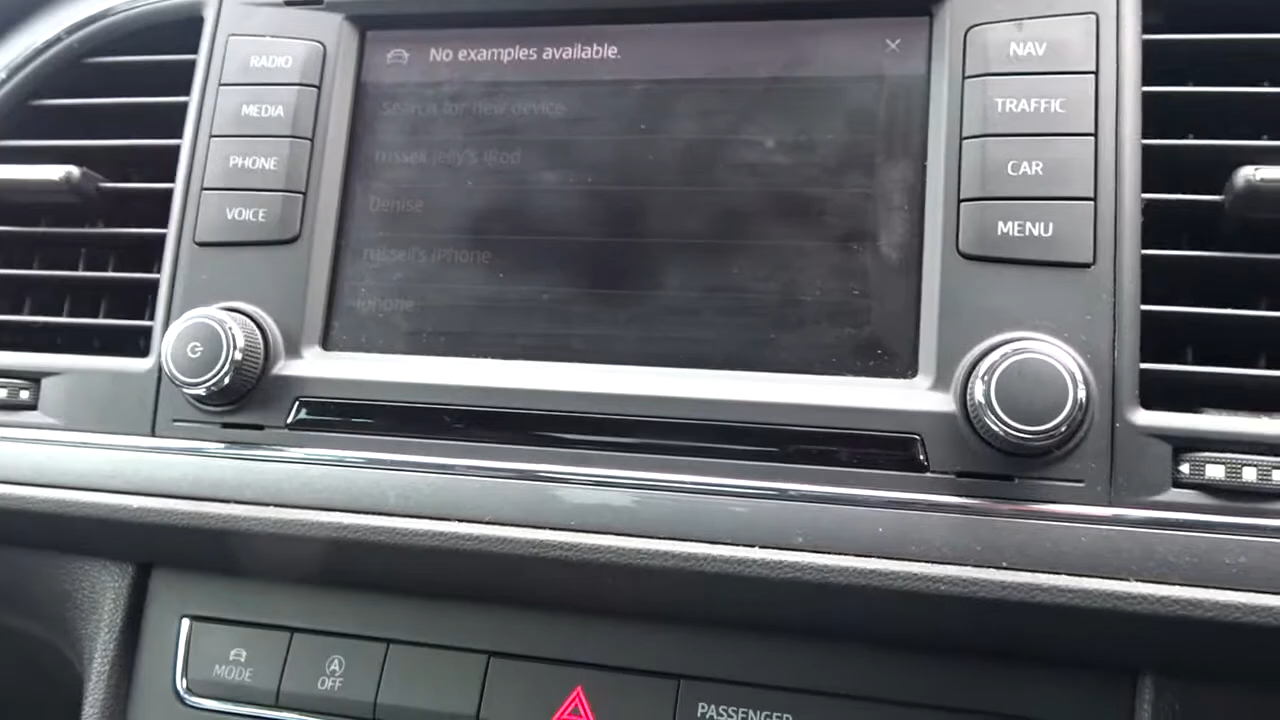 RADIO
MEDIA
PHONE
VOICE
No examples available.
Search for new device
russek jelly's iPod
Denise
russell's iPhone
iphone
NAV
TRAFFIC
CAR
MENU
MODE
A
OFF
PASSENGER